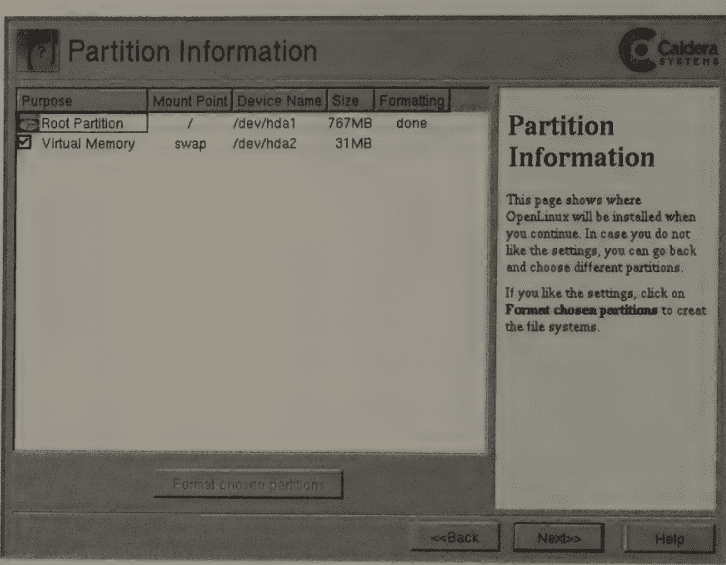 Partition Information
Caldera
SYSTEMS
Purpose Mount Point Device Name Size Formatting
Root Partition / /dev/hda1 767MB done
Virtual Memory swap /dev/hda2 31MB
Partition
Information
This page shows where
OpenLinux will be installed when
you continue. In case you do not
like the settings, you can go back
and choose different partitions.
If you like the settings, click on
Format chosen partitions to creat
the file systems.
Format chosen partitions
<<Back Next>> Help